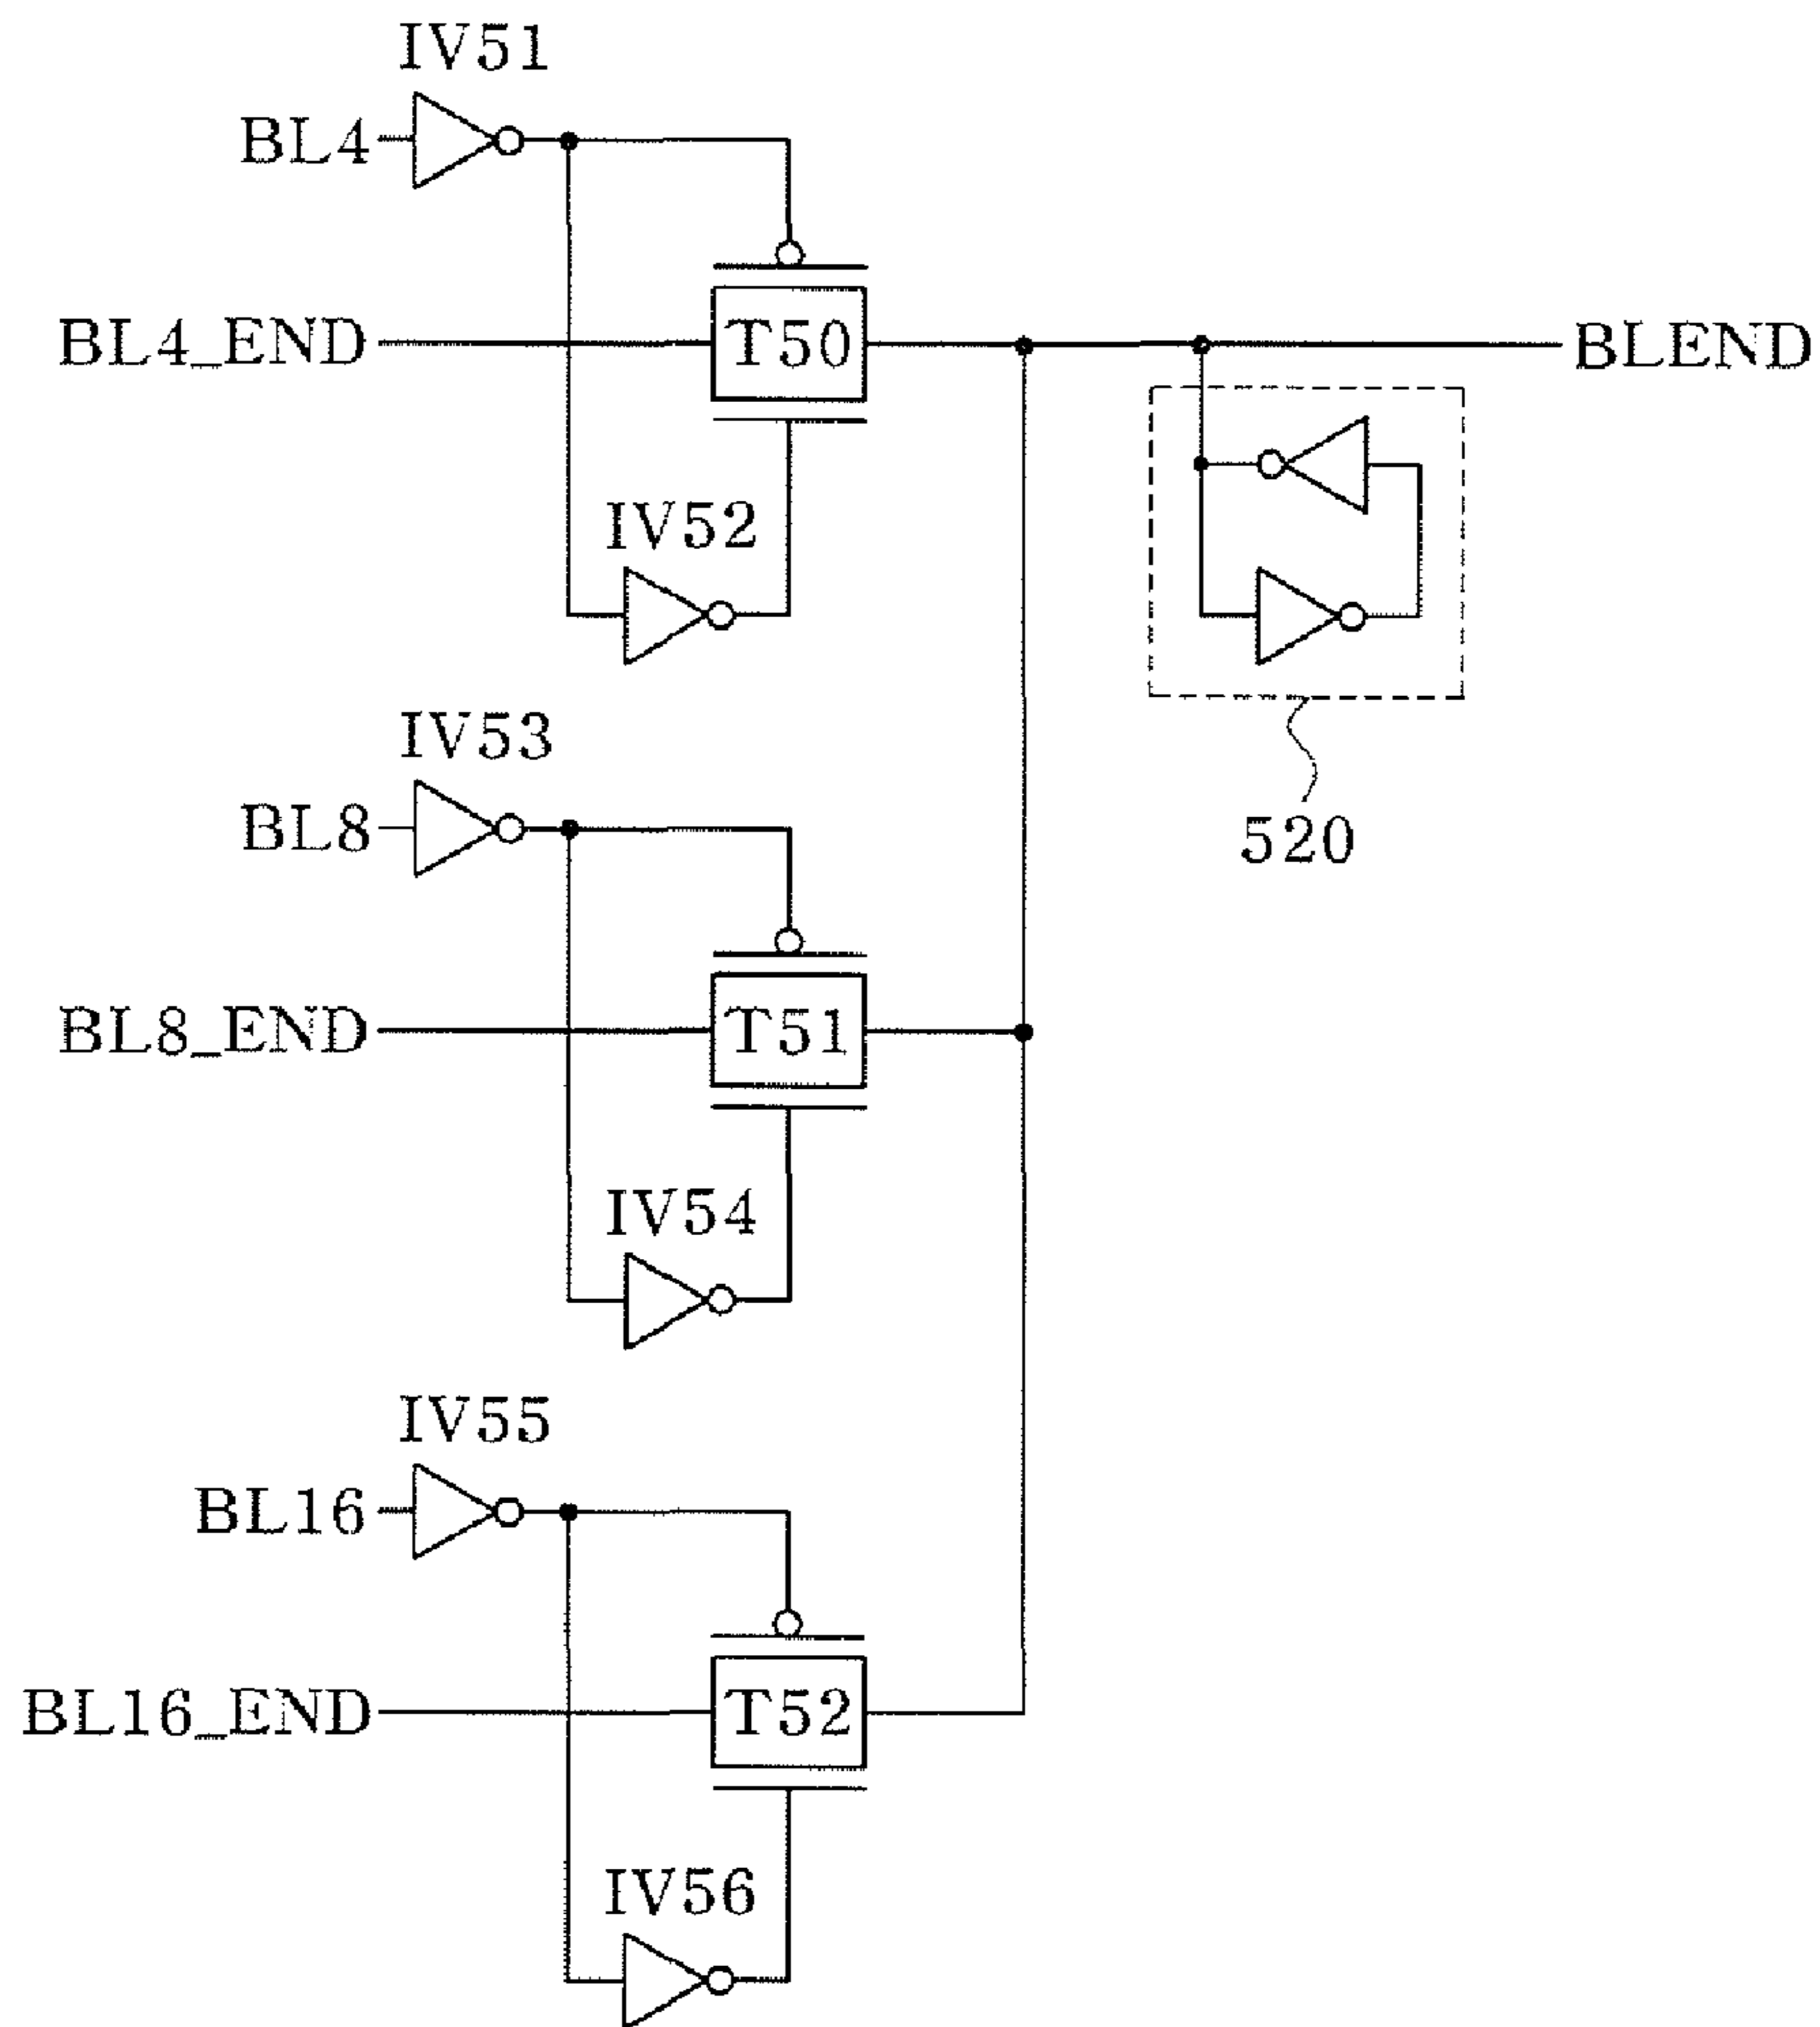 IV51
BL4
BL4_END
T50
BLEND
IV52
520
IV53
BL8
BL8_END
T51
IV54
IV55
BL16
BL16_END
T52
IV56